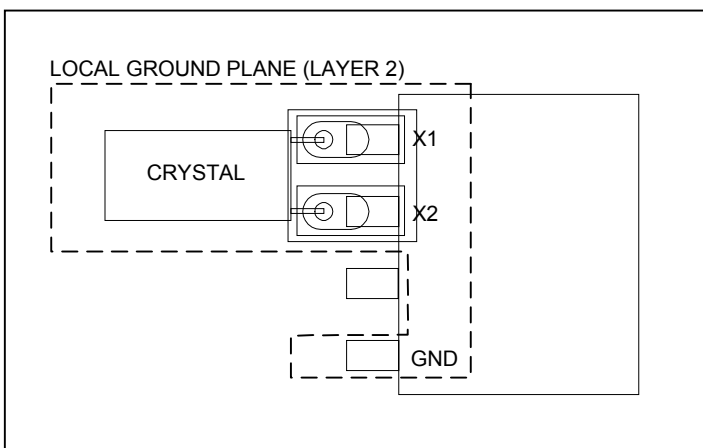 LOCAL GROUND PLANE (LAYER 2)
X1
CRYSTAL
X2
GND